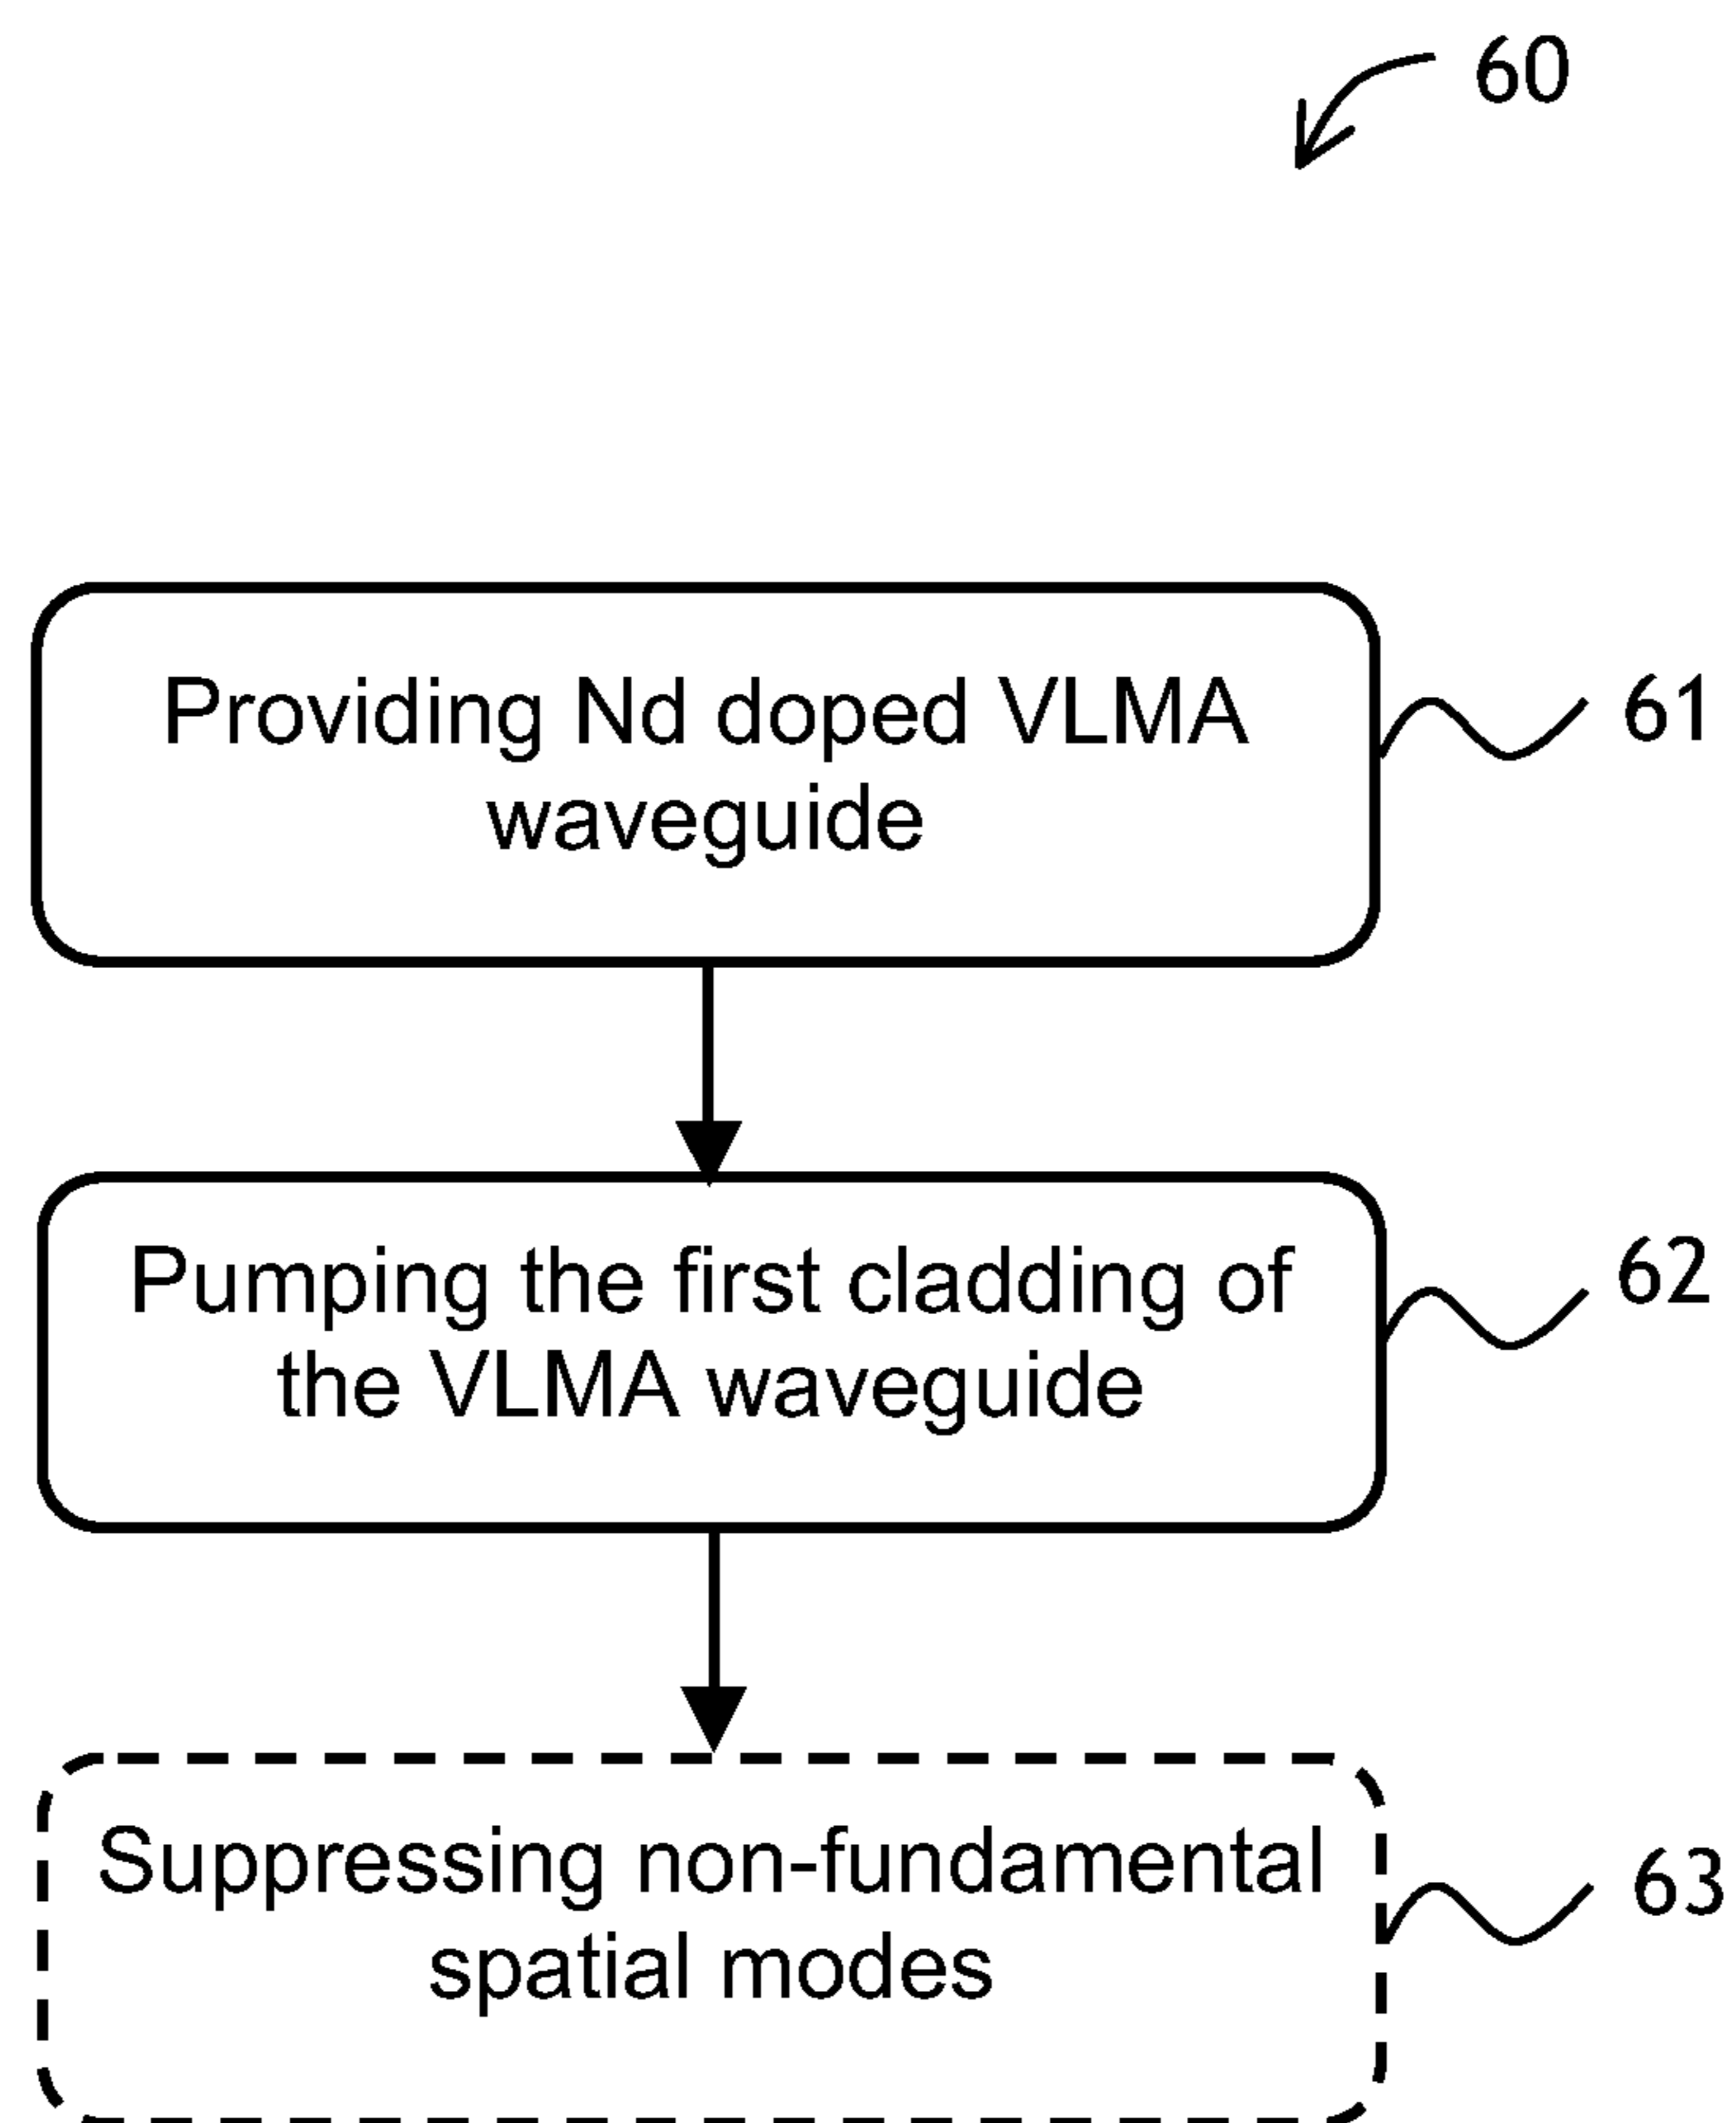 60
Providing Nd doped VLMA
waveguide
61
Pumping the first cladding of
the VLMA waveguide
62
Suppressing non-fundamental
spatial modes
63